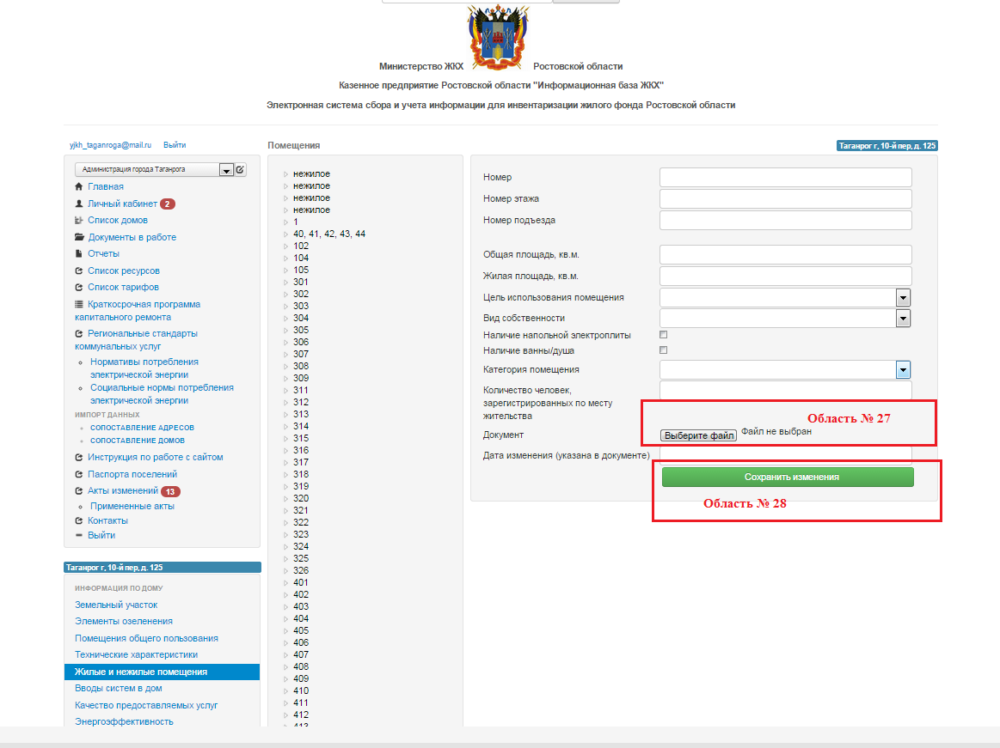 Министерство ЖКХ Ростовской области
Казенное предприятие Ростовской области "Информационная база ЖКХ"
Электронная система сбора и учета информации для инвентаризации жилого фонда Ростовской области
yjkh_taganroga@mail.ru Выйти
Администрация города Таганрога
Главная
Личный кабинет 2
Список домов
Документы в работе
Отчеты
Список ресурсов
Список тарифов
Краткосрочная программа
капитального ремонта
Региональные стандарты
коммунальных услуг
Нормативы потребления
электрической энергии
Социальные нормы потребления
электрической энергии
ИМПОРТ ДАННЫХ
СОПОСТАВЛЕНИЕ АДРЕСОВ
СОПОСТАВЛЕНИЕ ДОМОВ
Инструкция по работе с сайтом
Паспорта поселений
Акты изменений 13
Примененные акты
Контакты
Выйти
Таганрог г, 10-й пер, д. 125
ИНФОРМАЦИЯ ПО ДОМУ
Земельный участок
Элементы озеленения
Помещения общего пользования
Технические характеристики
Жилые и нежилые помещения
Вводы систем в дом
Качество предоставляемых услуг
Энергоэффективность
Помещения
нежилое
нежилое
нежилое
нежилое
1
40, 41, 42, 43, 44
102
104
105
301
302
303
304
305
306
307
308
309
311
312
313
314
315
316
317
318
319
320
321
322
323
324
325
326
401
402
403
404
405
406
407
408
409
410
411
412
413
Таганрог г, 10-й пер, д. 125
Номер
Номер этажа
Номер подъезда
Общая площадь, кв.м.
Жилая площадь, кв.м.
Цель использования помещения
Вид собственности
Наличие напольной электроплиты
Наличие ванны/душа
Категория помещения
Количество человек,
зарегистрированных по месту
жительства
Область № 27
Документ Выберите файл Файл не выбран
Дата изменения (указана в документе)
Сохранить изменения
Область № 28